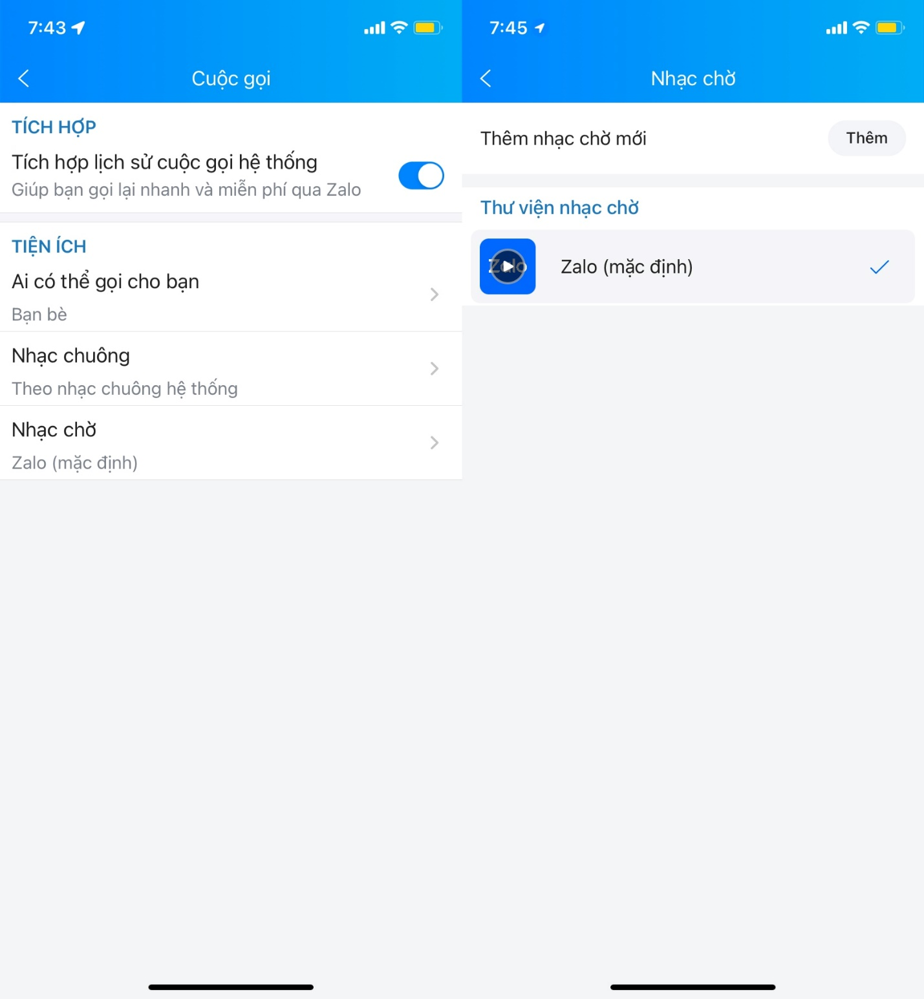 7:43
Cuộc gọi
TÍCH HỢP
Tích hợp lịch sử cuộc gọi hệ thống
Giúp bạn gọi lại nhanh và miễn phí qua Zalo
TIỆN ÍCH
Ai có thể gọi cho bạn
Bạn bè
Nhạc chuông
Theo nhạc chuông hệ thống
Nhạc chờ
Zalo (mặc định)
7:45
Nhạc chờ
Thêm nhạc chờ mới
Thêm
Thư viện nhạc chờ
Zalo
Zalo (mặc định)